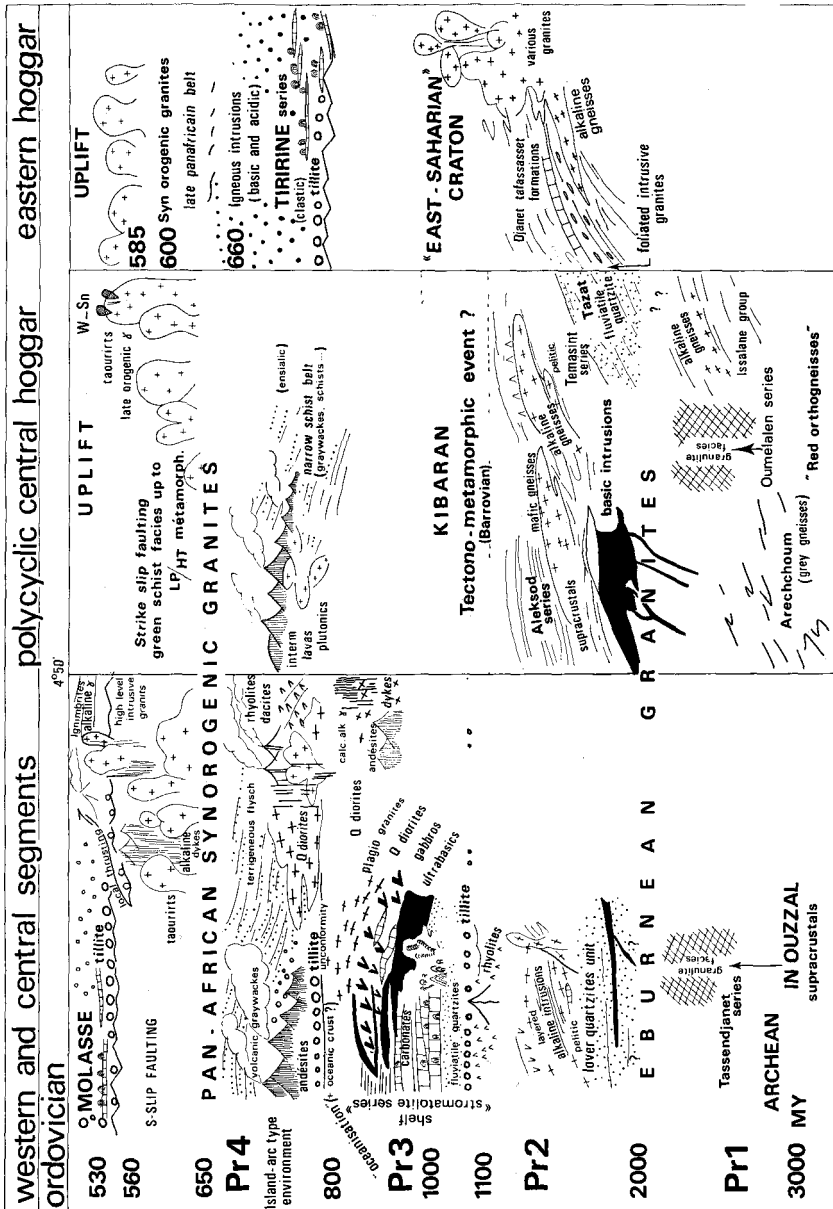 western and central segments
polycyclic central hoggar
eastern hoggar
ordovician
4°50'
530
560
650
Pr4
Island-arc type
environment
800
"oceanisation" (+ oceanic crust ?)
Pr3
1000
1100
Pr2
2000
Pr1
3000 MY
MOLASSE
tillite
local thrusting
Ignimbrites
alkaline γ
high level
intrusive
granits
S-SLIP FAULTING
taourirts
alkaline
dykes
PAN-AFRICAN SYNOROGENIC GRANITES
volcanic graywackes
terrigeneous flysch
rhyolites
dacites
andésites
Q diorites
tillite
unconformity
calc. alk γ
andésites
dykes
Q diorites
plagio granites
Q diorites
gabbros
ultrabasics
shelf
"stromatolite series"
carbonates
fluviatile quartzites
tillite
rhyolites
layered
alkaline intrusions
pelitic
lover quartzites unit
EBURNEAN GRANITES
granulite
facies
Tassendjanet
series
ARCHEAN
IN OUZZAL
supracrustals
UPLIFT
W-Sn
taourirts
late orogenic γ
Strike slip faulting
green schist facies up to
LP/HT métamorph.
(ensialic)
narrow schist belt
(graywackes, schists...)
interm
lavas
plutonics
KIBARAN
Tectono-metamorphic event ?
(Barrovian)
Aleksod
series
mafic gneisses
alkaline
gneisses
pelitic
supracrustals
basic intrusions
Temasint
series
Tazat
fluviatile
quartzite
? ?
alkaline
gneisses
Issalane group
granulite
facies
Oumelalen series
Arechchoum
(grey gneisses)
"Red orthogneisses"
UPLIFT
585
600 Syn orogenic granites
late panafricain belt
660
Igneous intrusions
(basic and acidic)
TIRIRINE
series
(clastic)
tillite
"EAST-SAHARIAN"
CRATON
various
granites
Djanet tafassasset
formations
alkaline
gneisses
foliated intrusive
granites